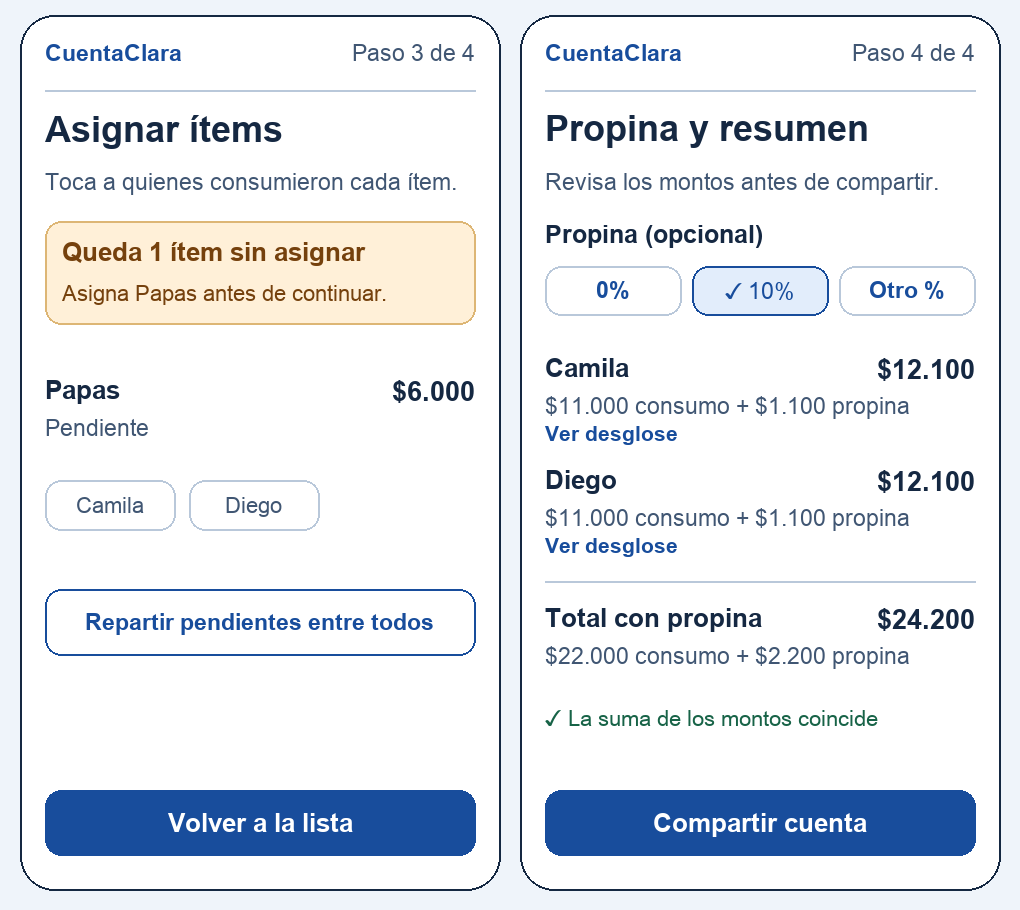 CuentaClara
Paso 3 de 4
Asignar ítems
Toca a quienes consumieron cada ítem.
Queda 1 ítem sin asignar
Asigna Papas antes de continuar.
Papas
$6.000
Pendiente
Camila
Diego
Repartir pendientes entre todos
Volver a la lista
CuentaClara
Paso 4 de 4
Propina y resumen
Revisa los montos antes de compartir.
Propina (opcional)
0%
✓ 10%
Otro %
Camila
$12.100
$11.000 consumo + $1.100 propina
Ver desglose
Diego
$12.100
$11.000 consumo + $1.100 propina
Ver desglose
Total con propina
$24.200
$22.000 consumo + $2.200 propina
✓ La suma de los montos coincide
Compartir cuenta